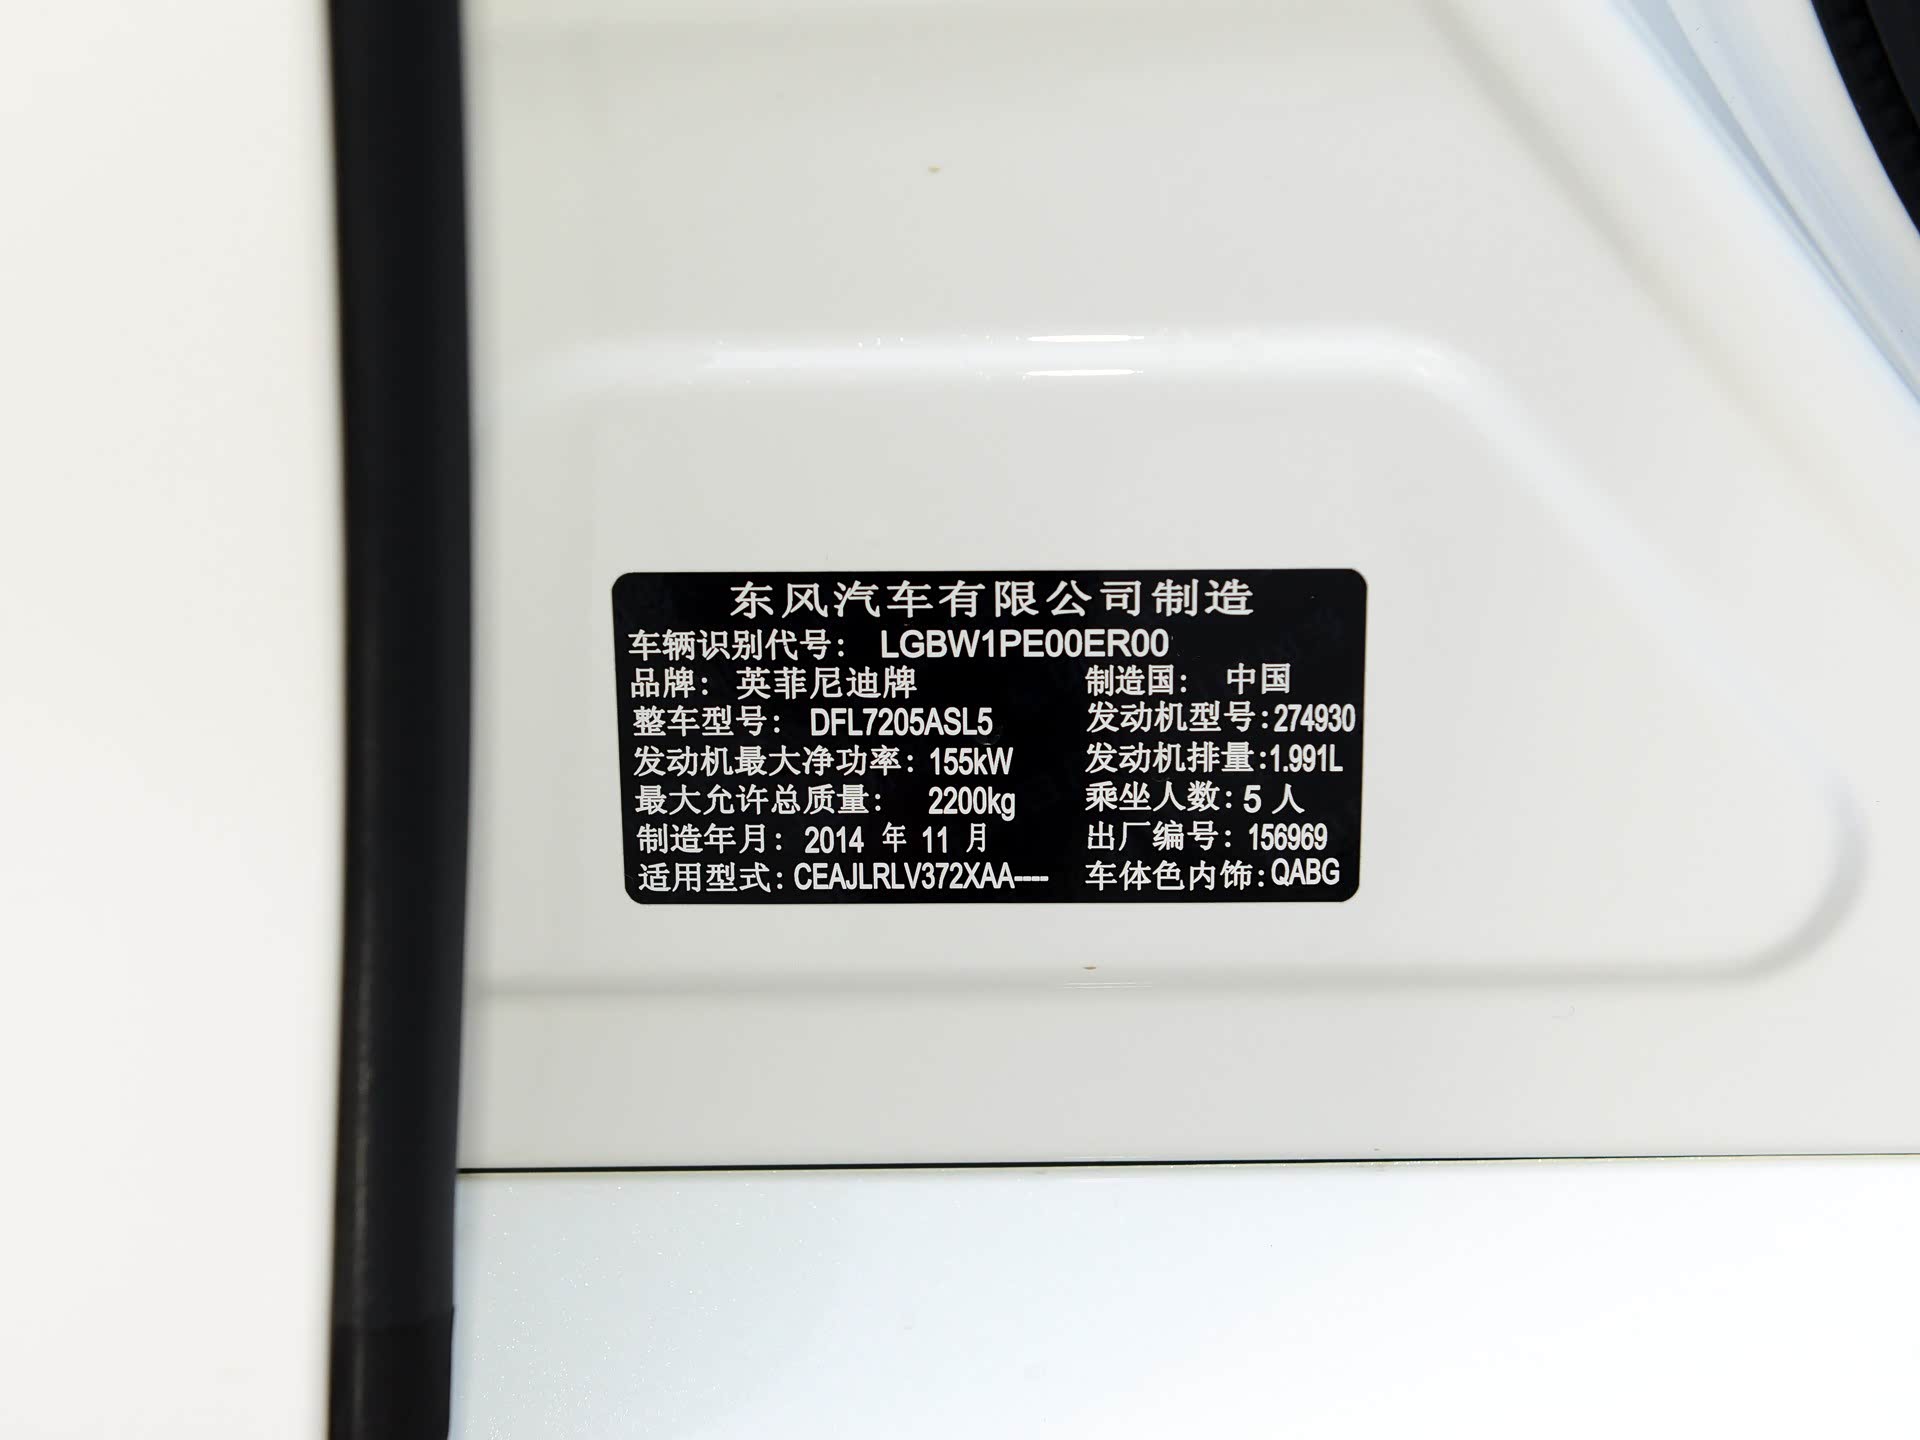 东风汽车有限公司制造
车辆识别代号： LGBW1PE00ER00
品牌： 英菲尼迪牌 制造国： 中国
整车型号： DFL7205ASL5 发动机型号：274930
发动机最大净功率：155kW 发动机排量：1.991L
最大允许总质量： 2200kg 乘坐人数：5 人
制造年月： 2014 年 11 月 出厂编号： 156969
适用型式：CEAJLRLV372XAA---- 车体色内饰：QABG